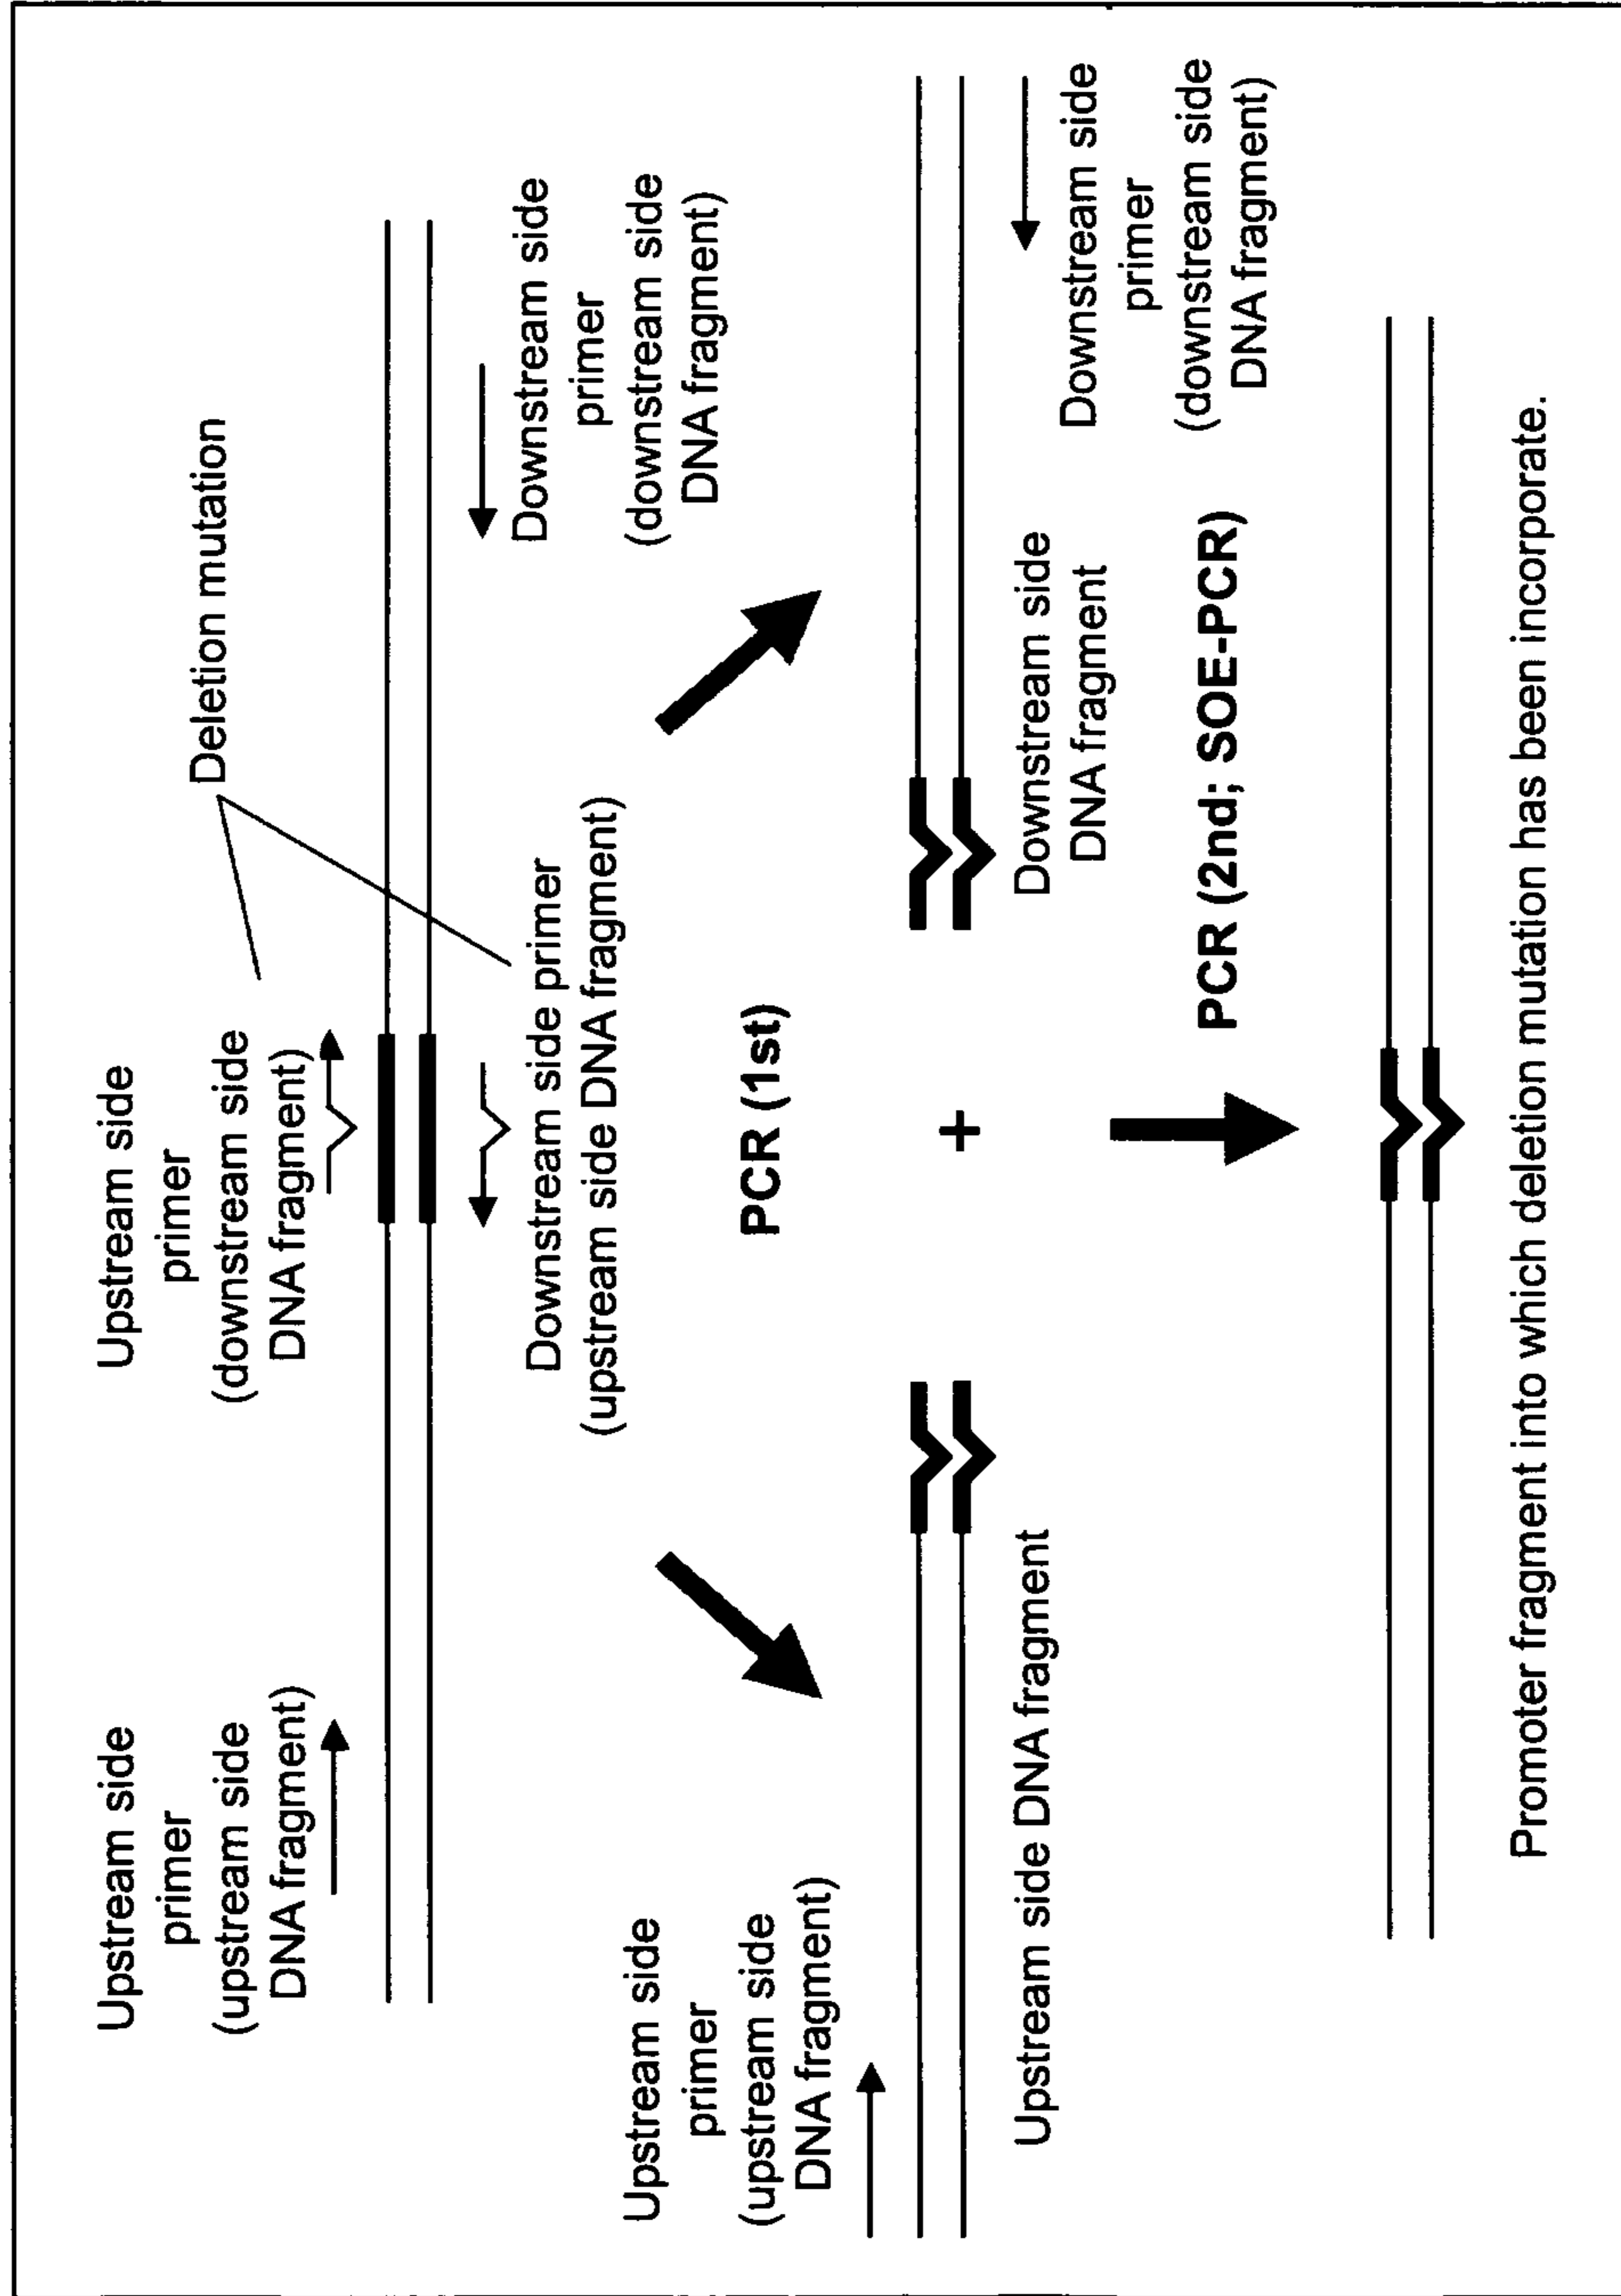 Upstream side
primer
(upstream side
DNA fragment)
Upstream side
primer
(downstream side
DNA fragment)
Deletion mutation
Downstream side primer
(upstream side DNA fragment)
Downstream side
primer
(downstream side
DNA fragment)
PCR (1st)
Upstream side
primer
(upstream side
DNA fragment)
Upstream side DNA fragment
+
Downstream side
DNA fragment
Downstream side
primer
(downstream side
DNA fragment)
PCR (2nd; SOE-PCR)
Promoter fragment into which deletion mutation has been incorporate.